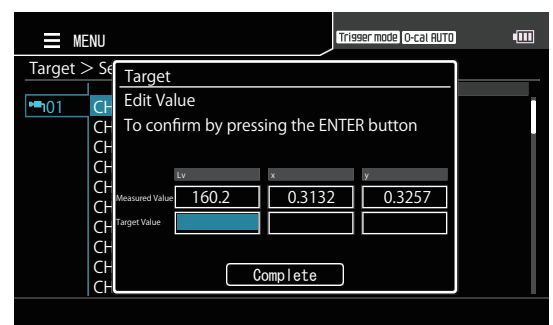 MENU
Trigger mode O-cal AUTO
Target > Se
Target
01 CH
Edit Value
CH
To confirm by pressing the ENTER button
CH
CH
Lv x y
CH
Measured Value 160.2 0.3132 0.3257
CH
Target Value
CH
CH
Complete
CH
CH